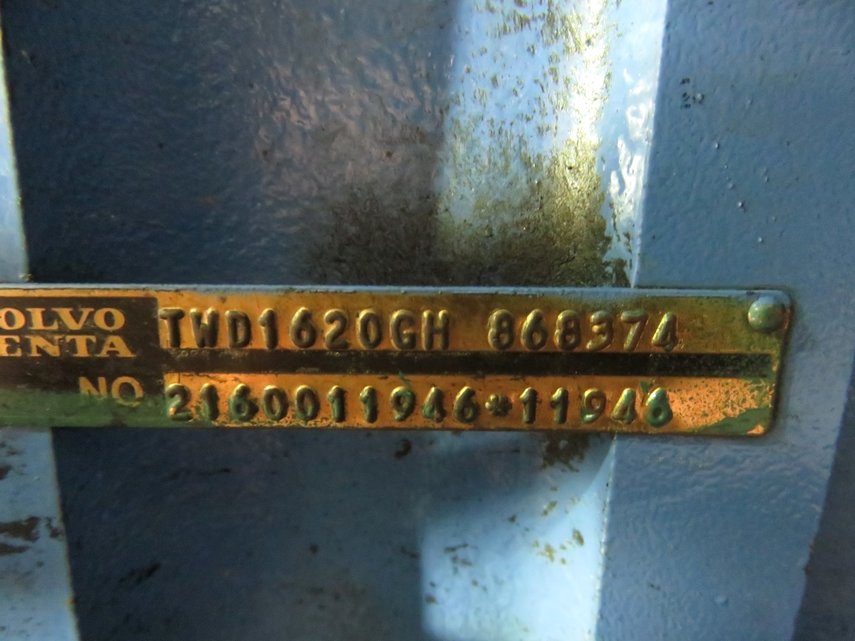 OLVO TWD1620GH 868374
ENTA
NO 2160011946*11946